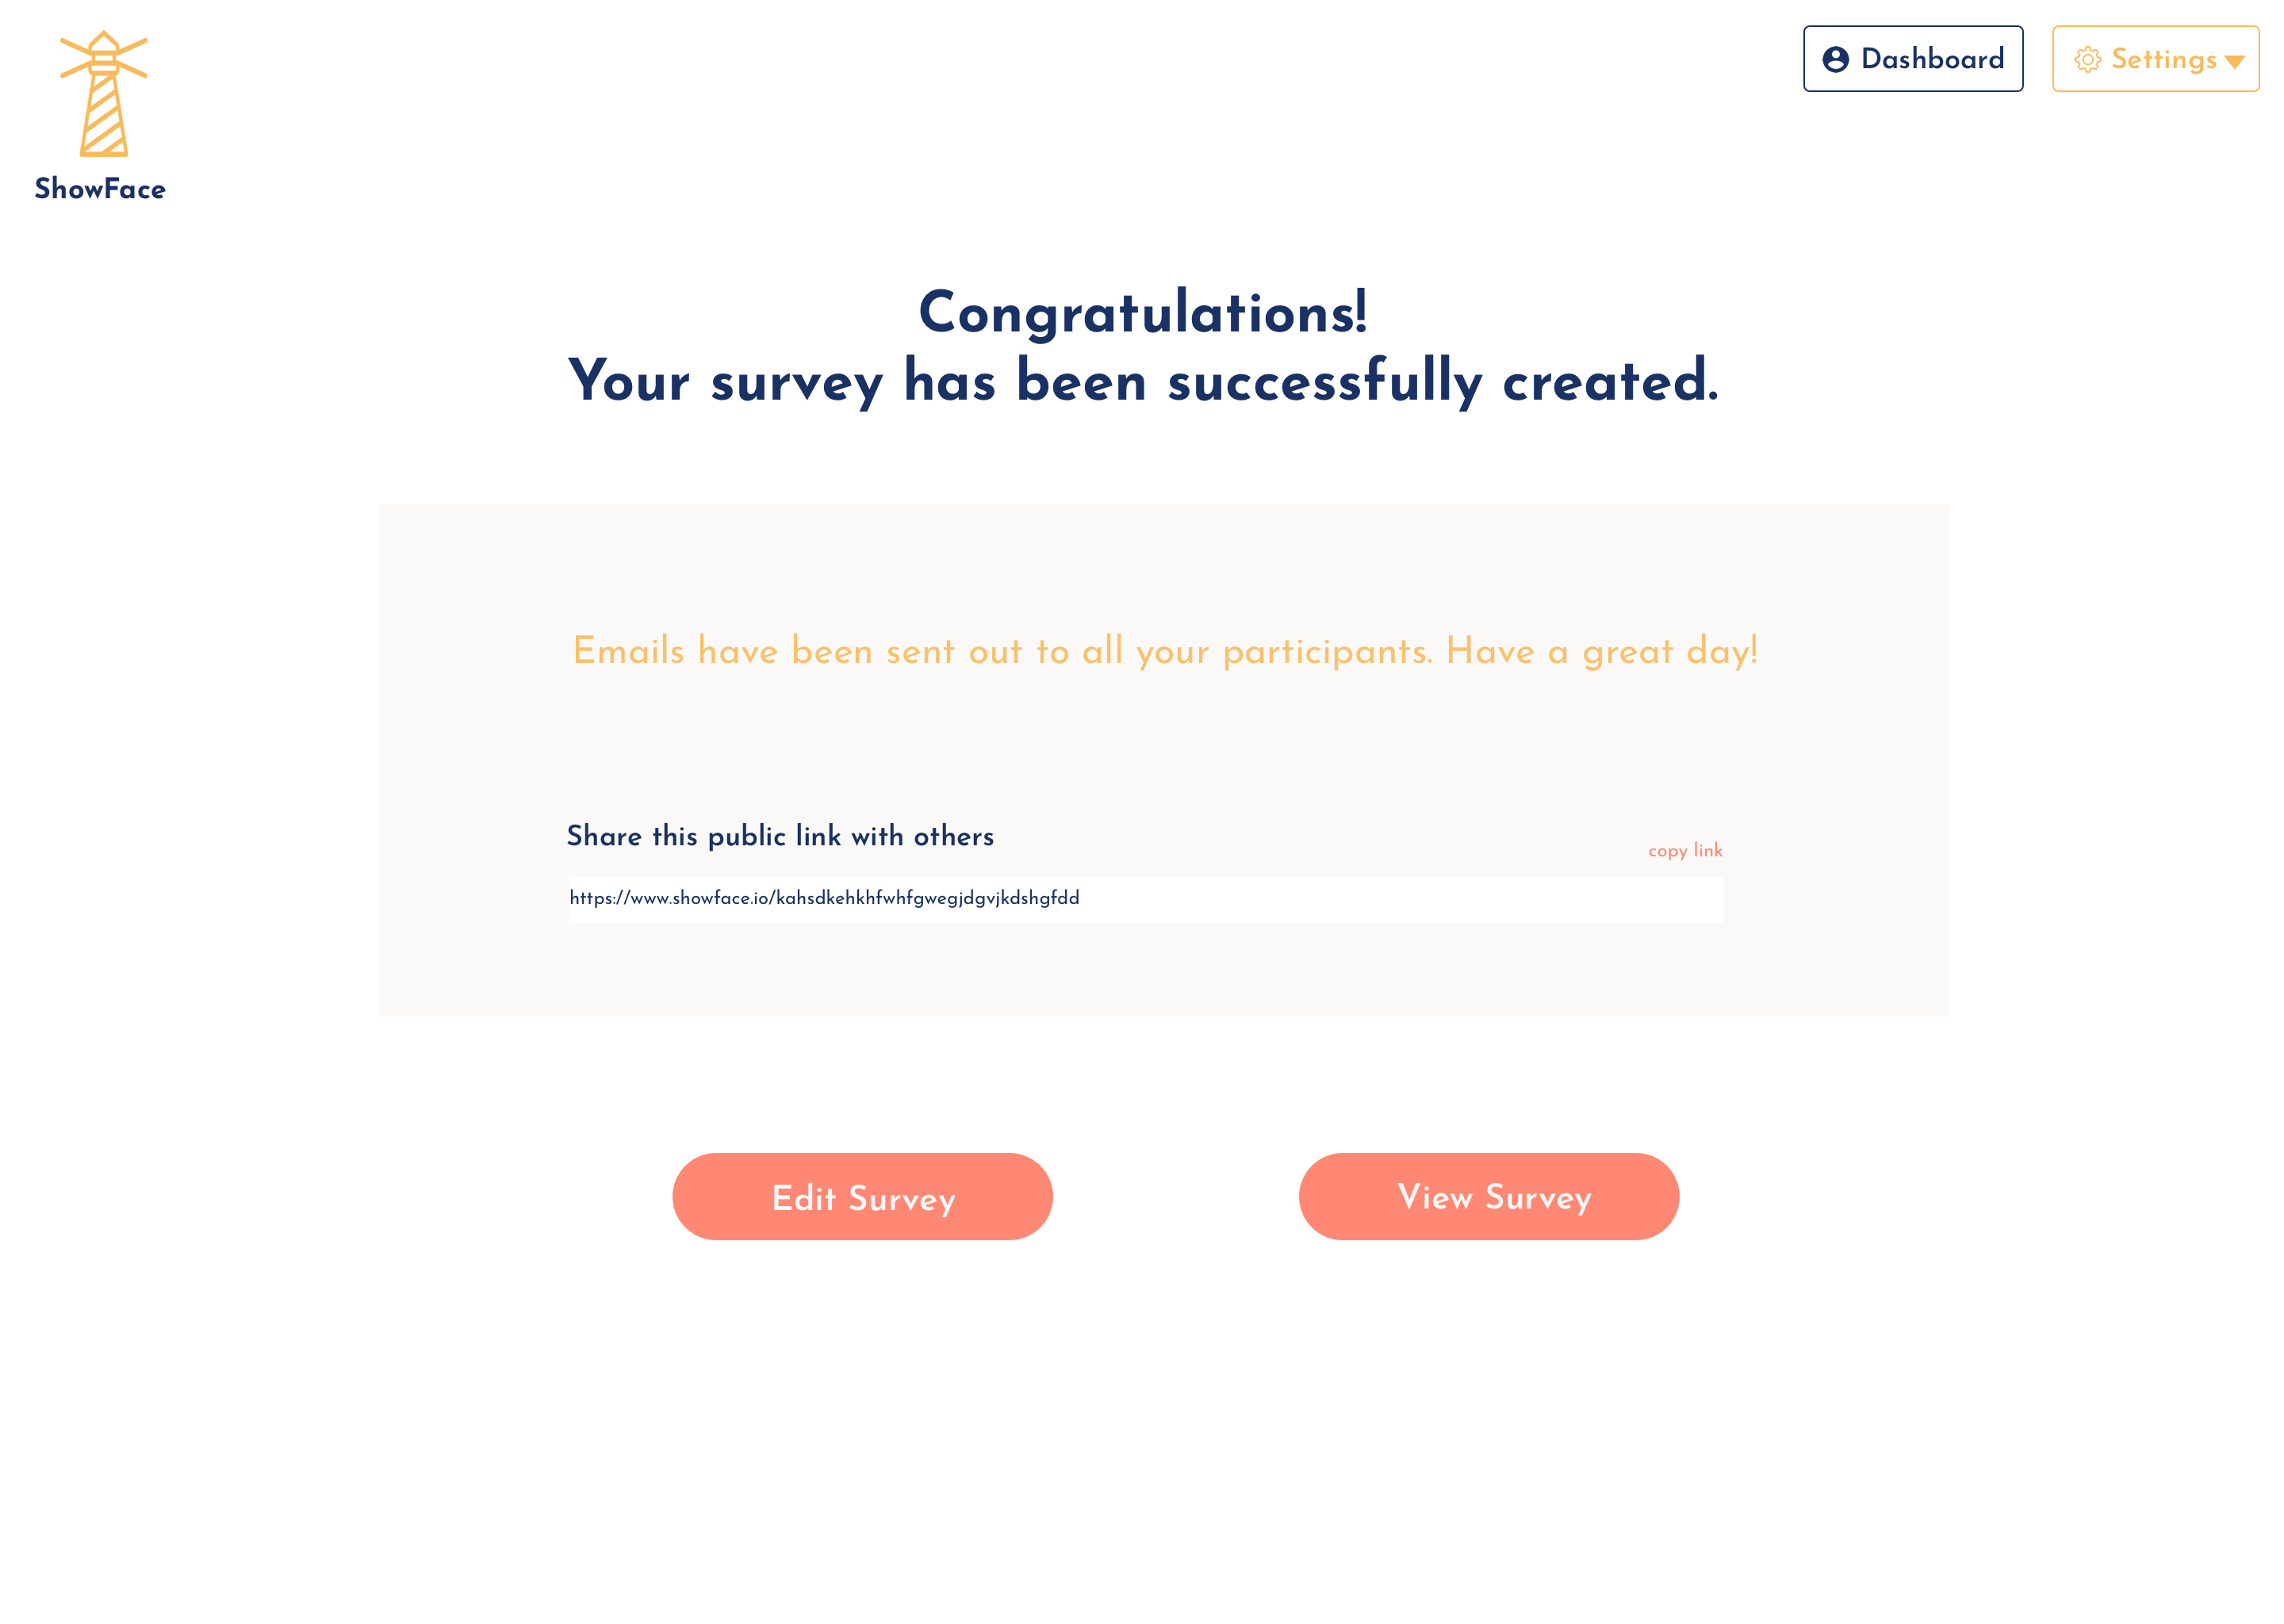 Dashboard
Settings
ShowFace
Congratulations!
Your survey has been successfully created.
Emails have been sent out to all your participants. Have a great day!
Share this public link with others
copy link
https://www.showface.io/kahsdkehkhfwhfgwegjdgvjkdshgfdd
Edit Survey
View Survey